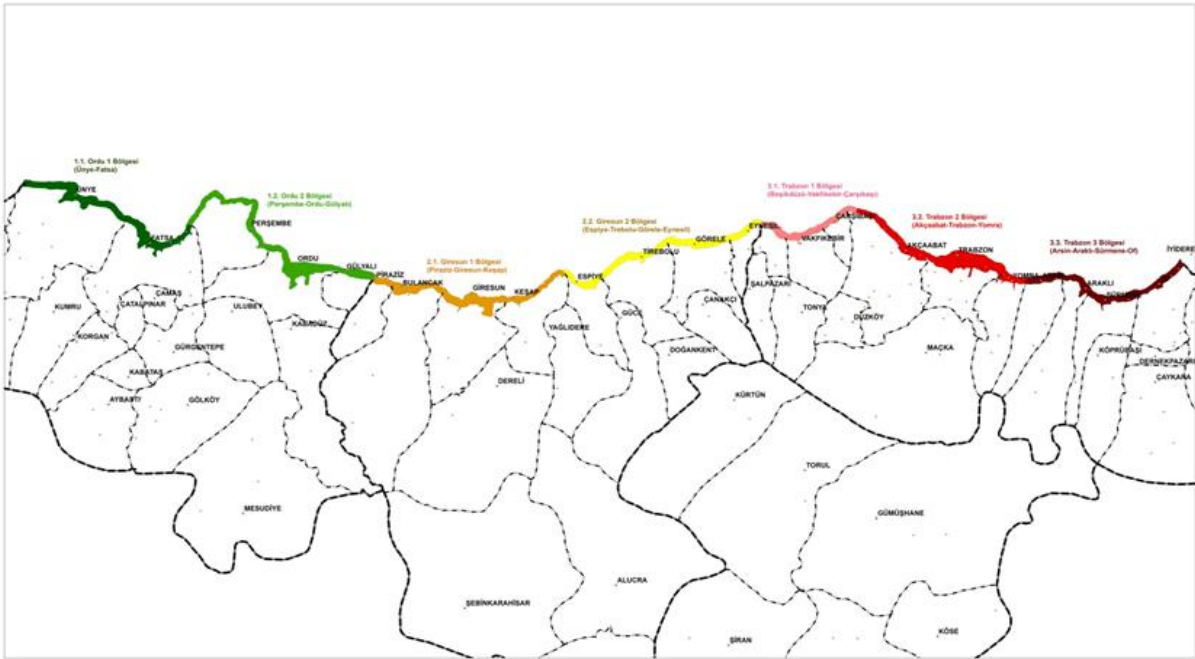 1.1. Ordu 1 Bölgesi
(Ünye-Fatsa)
1.2. Ordu 2 Bölgesi
(Perşembe-Ordu-Gülyalı)
2.1. Giresun 1 Bölgesi
(Piraziz-Giresun-Keşap)
2.2. Giresun 2 Bölgesi
(Espiye-Tirebolu-Görele-Eynesil)
3.1. Trabzon 1 Bölgesi
(Beşikdüzü-Vakfıkebir-Çarşıbaşı)
3.2. Trabzon 2 Bölgesi
(Akçaabat-Trabzon-Yomra)
3.3. Trabzon 3 Bölgesi
(Arsin-Araklı-Sürmene-Of)
ÜNYE
FATSA
PERŞEMBE
ORDU
GÜLYALI
PİRAZİZ
BULANCAK
GİRESUN
KEŞAP
ESPİYE
TİREBOLU
GÖRELE
EYNESİL
VAKFIKEBİR
ÇARŞIBAŞI
AKÇAABAT
TRABZON
YOMRA
ARAKLI
İYİDERE
KUMRU
ÇATALPINAR
ÇAMAŞ
ULUBEY
KABADÜZ
KORGAN
GÜRGENTEPE
KABATAŞ
AYBASTI
GÖLKÖY
MESUDİYE
DERELİ
YAĞLIDERE
GÜCE
ÇANAKÇI
DOĞANKENT
ŞALPAZARI
TONYA
DÜZKÖY
MAÇKA
KÖPRÜBAŞI
DERNEKPAZARI
ÇAYKARA
KÜRTÜN
TORUL
GÜMÜŞHANE
ALUCRA
ŞEBİNKARAHİSAR
ŞİRAN
KÖSE